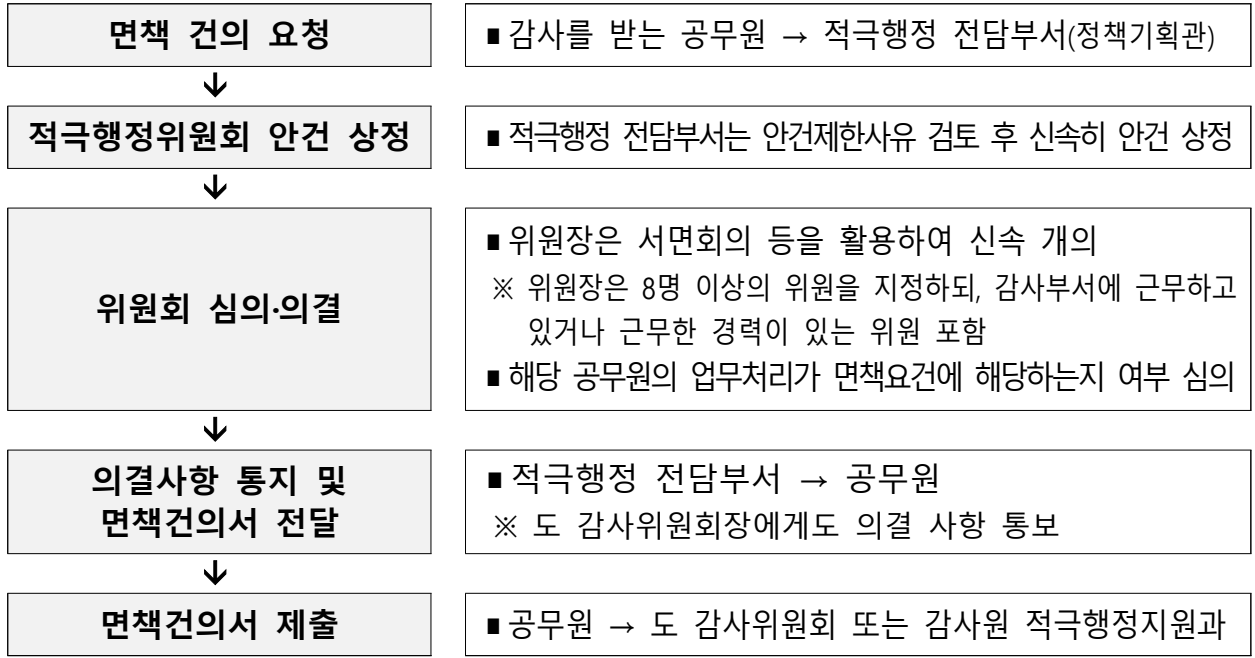 면책 건의 요청
■ 감사를 받는 공무원 → 적극행정 전담부서(정책기획관)
↓
적극행정위원회 안건 상정
■ 적극행정 전담부서는 안건제한사유 검토 후 신속히 안건 상정
↓
위원회 심의·의결
■ 위원장은 서면회의 등을 활용하여 신속 개의
※ 위원장은 8명 이상의 위원을 지정하되, 감사부서에 근무하고
있거나 근무한 경력이 있는 위원 포함
■ 해당 공무원의 업무처리가 면책요건에 해당하는지 여부 심의
↓
의결사항 통지 및
면책건의서 전달
■ 적극행정 전담부서 → 공무원
※ 도 감사위원회장에게도 의결 사항 통보
↓
면책건의서 제출
■ 공무원 → 도 감사위원회 또는 감사원 적극행정지원과